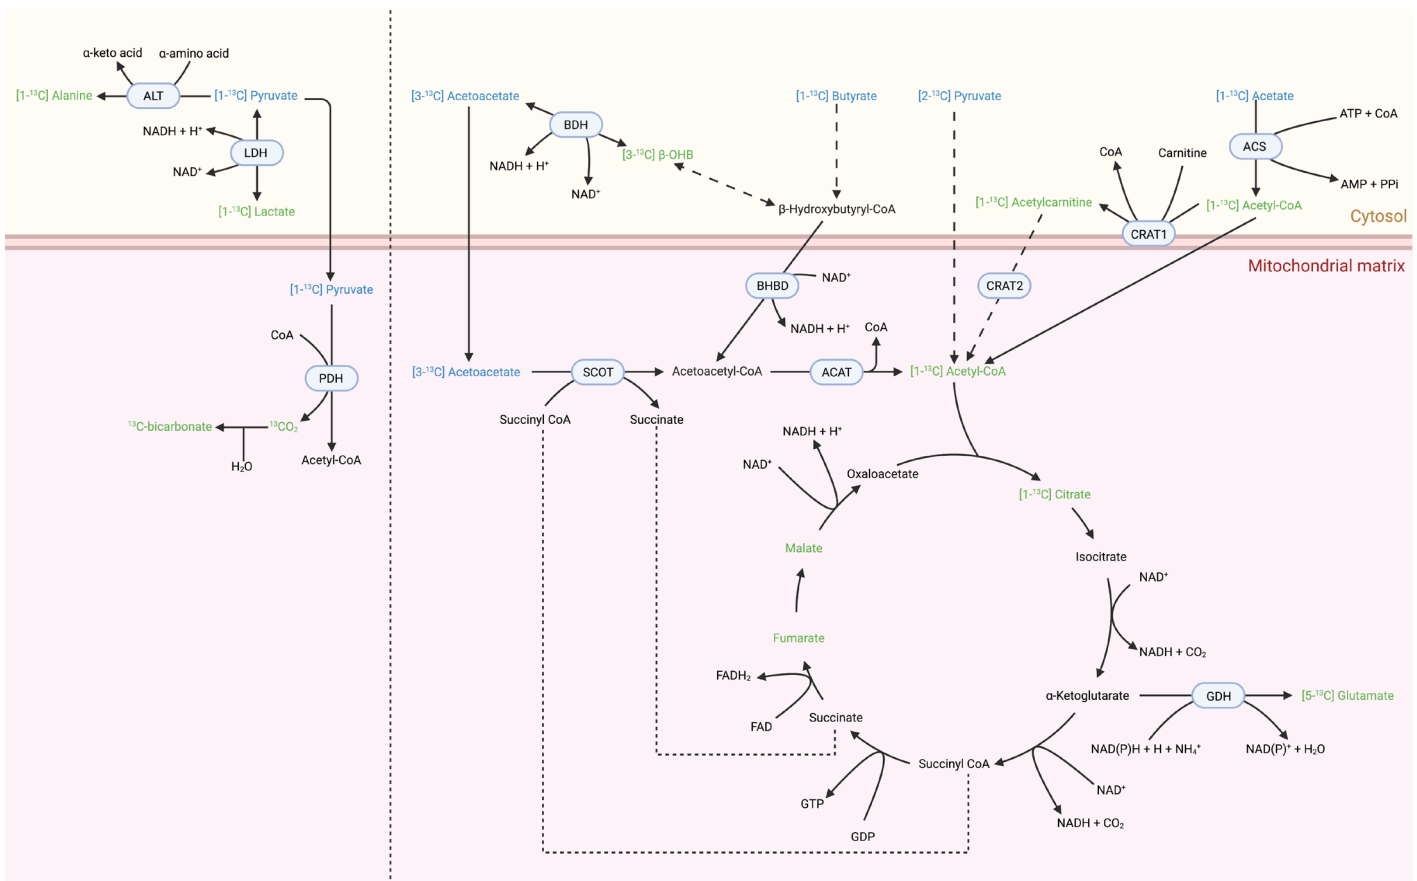 α-keto acid
α-amino acid
[1-¹³C] Alanine
ALT
[1-¹³C] Pyruvate
NADH + H⁺
LDH
NAD⁺
[1-¹³C] Lactate
[1-¹³C] Pyruvate
CoA
PDH
¹³C-bicarbonate
¹³CO₂
H₂O
Acetyl-CoA
[3-¹³C] Acetoacetate
BDH
NADH + H⁺
NAD⁺
[3-¹³C] β-OHB
[1-¹³C] Butyrate
[2-¹³C] Pyruvate
[1-¹³C] Acetate
ATP + CoA
ACS
AMP + PPi
CoA
Carnitine
[1-¹³C] Acetylcarnitine
[1-¹³C] Acetyl-CoA
β-Hydroxybutyryl-CoA
CRAT1
Cytosol
Mitochondrial matrix
BHBD
NAD⁺
NADH + H⁺
CRAT2
CoA
[3-¹³C] Acetoacetate
SCOT
Acetoacetyl-CoA
ACAT
[1-¹³C] Acetyl-CoA
Succinyl CoA
Succinate
NADH + H⁺
NAD⁺
Oxaloacetate
[1-¹³C] Citrate
Malate
Isocitrate
NAD⁺
NADH + CO₂
Fumarate
FADH₂
FAD
Succinate
α-Ketoglutarate
GDH
[5-¹³C] Glutamate
NAD(P)H + H + NH₄⁺
NAD(P)⁺ + H₂O
Succinyl CoA
NAD⁺
NADH + CO₂
GTP
GDP